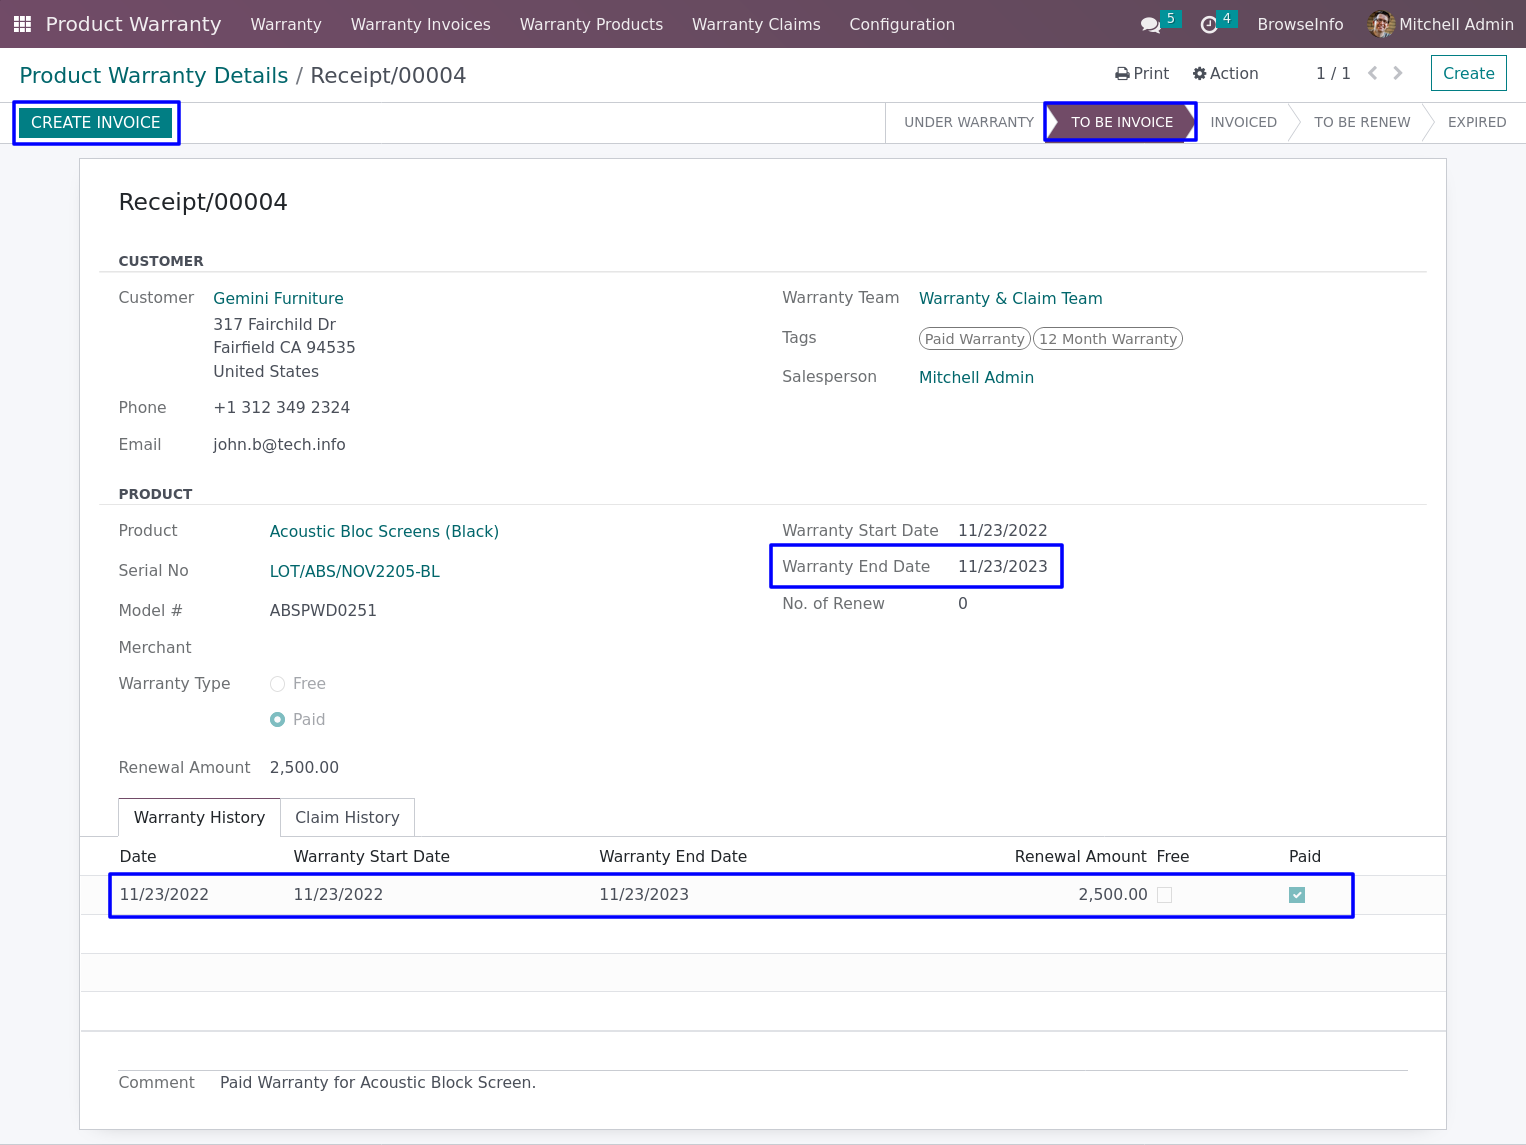 Product Warranty Warranty Warranty Invoices Warranty Products Warranty Claims Configuration 5 4 BrowseInfo Mitchell Admin
Product Warranty Details / Receipt/00004 Print Action 1 / 1 Create
CREATE INVOICE UNDER WARRANTY TO BE INVOICE INVOICED TO BE RENEW EXPIRED
Receipt/00004
CUSTOMER
Customer Gemini Furniture Warranty Team Warranty & Claim Team
317 Fairchild Dr
Fairfield CA 94535 Tags Paid Warranty 12 Month Warranty
United States Salesperson Mitchell Admin
Phone +1 312 349 2324
Email john.b@tech.info
PRODUCT
Product Acoustic Bloc Screens (Black) Warranty Start Date 11/23/2022
Serial No LOT/ABS/NOV2205-BL Warranty End Date 11/23/2023
Model # ABSPWD0251 No. of Renew 0
Merchant
Warranty Type Free
Paid
Renewal Amount 2,500.00
Warranty History Claim History
Date Warranty Start Date Warranty End Date Renewal Amount Free Paid
11/23/2022 11/23/2022 11/23/2023 2,500.00
Comment Paid Warranty for Acoustic Block Screen.